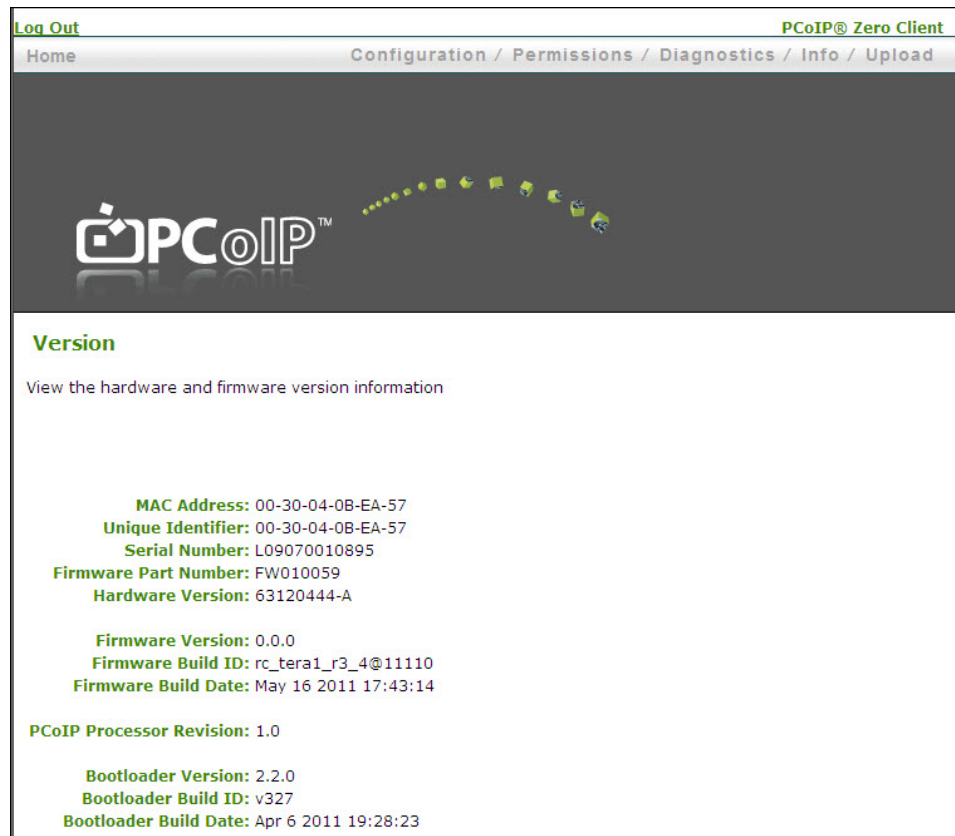 Log Out PCoIP® Zero Client
Home Configuration / Permissions / Diagnostics / Info / Upload
PCoIP™
Version
View the hardware and firmware version information
MAC Address: 00-30-04-0B-EA-57
Unique Identifier: 00-30-04-0B-EA-57
Serial Number: L09070010895
Firmware Part Number: FW010059
Hardware Version: 63120444-A
Firmware Version: 0.0.0
Firmware Build ID: rc_tera1_r3_4@11110
Firmware Build Date: May 16 2011 17:43:14
PCoIP Processor Revision: 1.0
Bootloader Version: 2.2.0
Bootloader Build ID: v327
Bootloader Build Date: Apr 6 2011 19:28:23